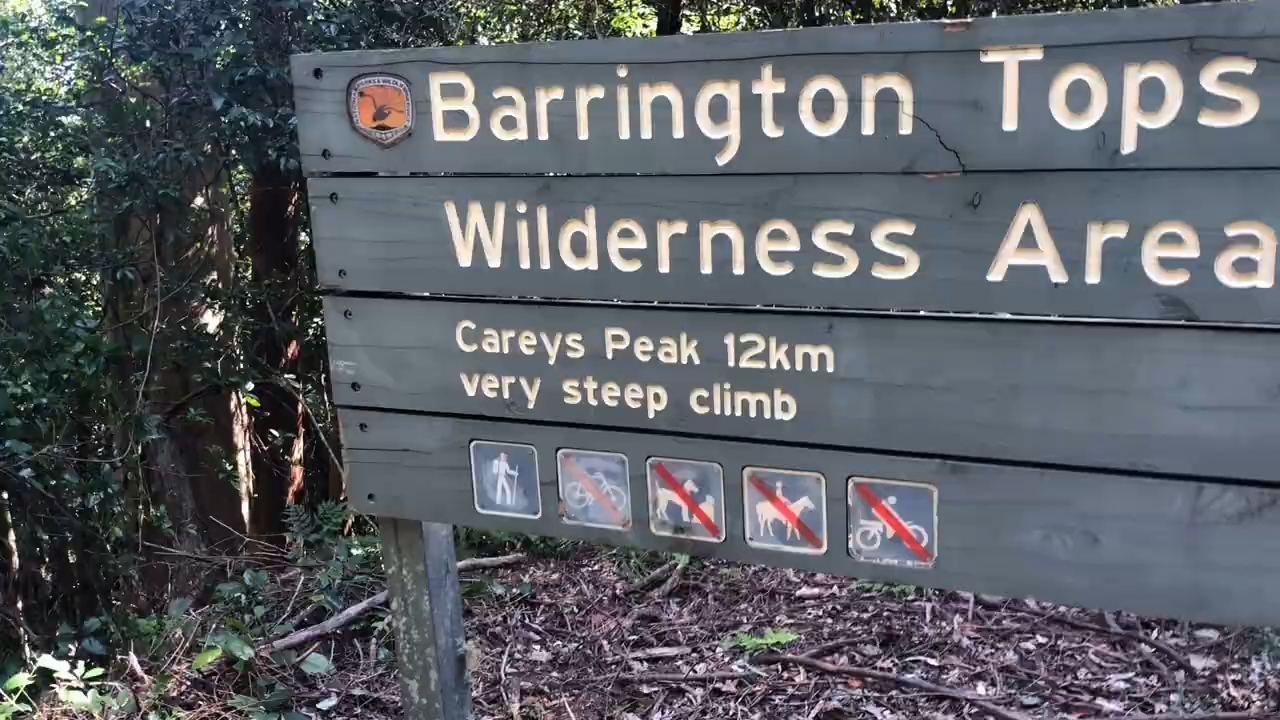 Barrington Tops
Wilderness Area
Careys Peak 12km
very steep climb